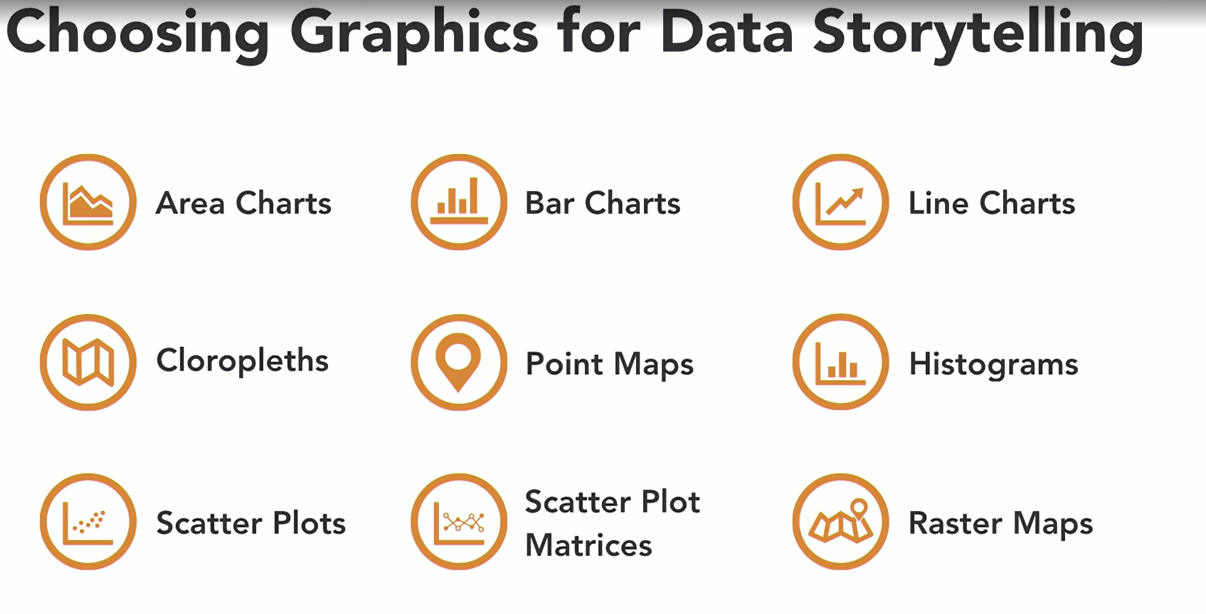 Choosing Graphics for Data Storytelling
Area Charts
Bar Charts
Line Charts
Cloropleths
Point Maps
Histograms
Scatter Plots
Scatter Plot
Matrices
Raster Maps